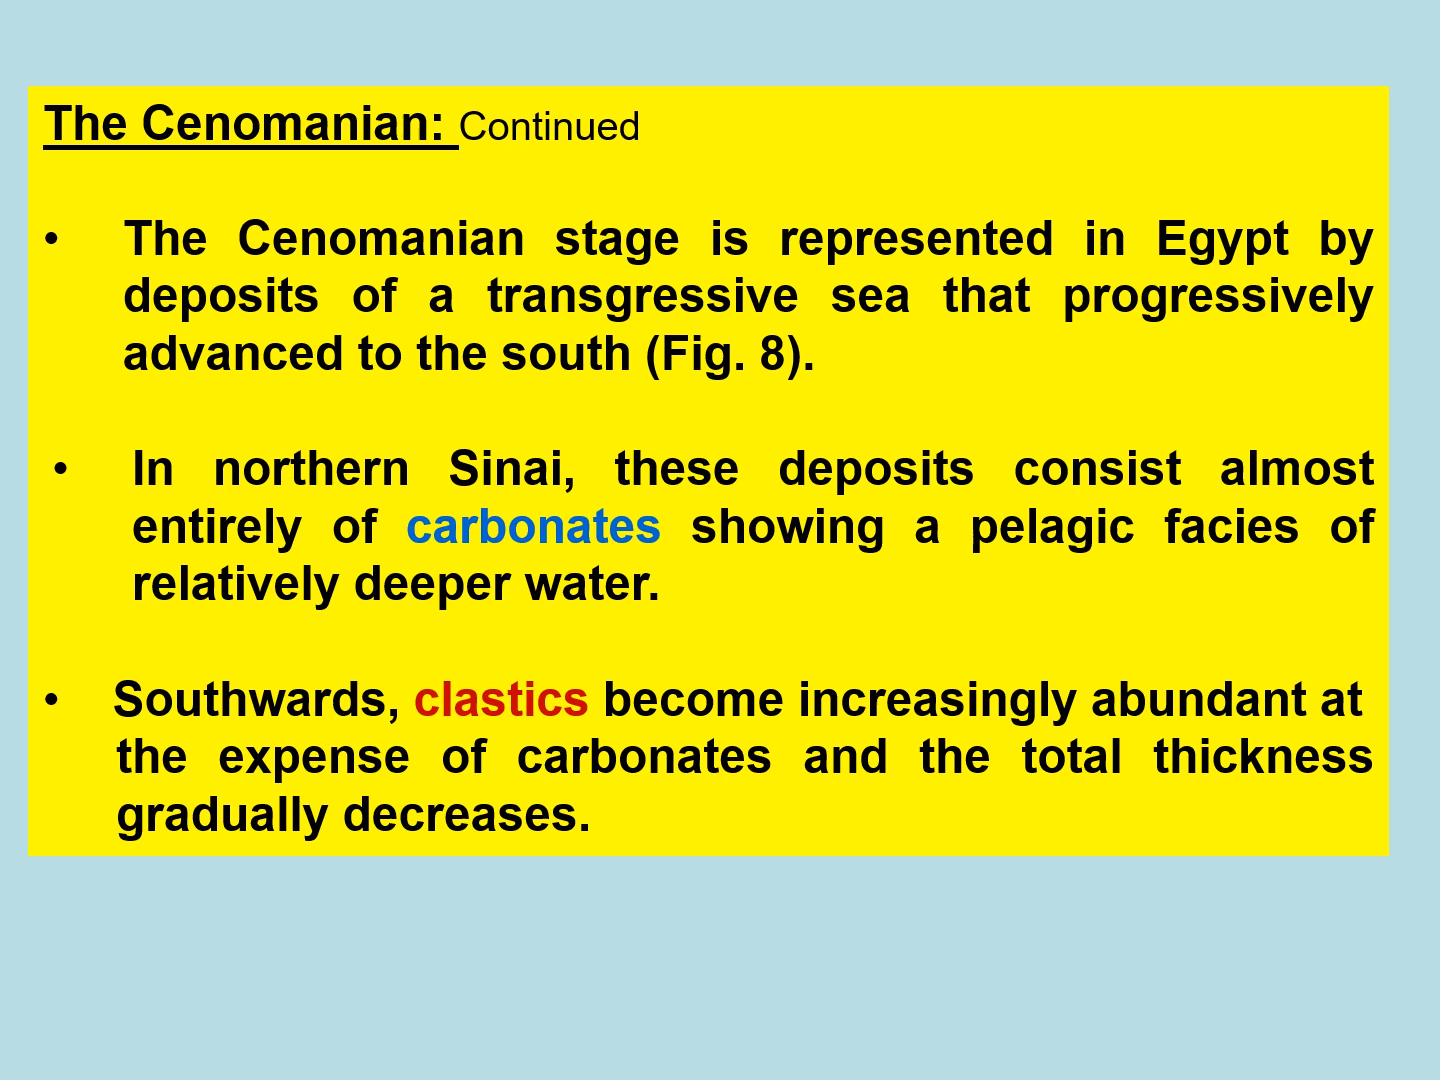 The Cenomanian: Continued
• The Cenomanian stage is represented in Egypt by
deposits of a transgressive sea that progressively
advanced to the south (Fig. 8).
• In northern Sinai, these deposits consist almost
entirely of carbonates showing a pelagic facies of
relatively deeper water.
• Southwards, clastics become increasingly abundant at
the expense of carbonates and the total thickness
gradually decreases.